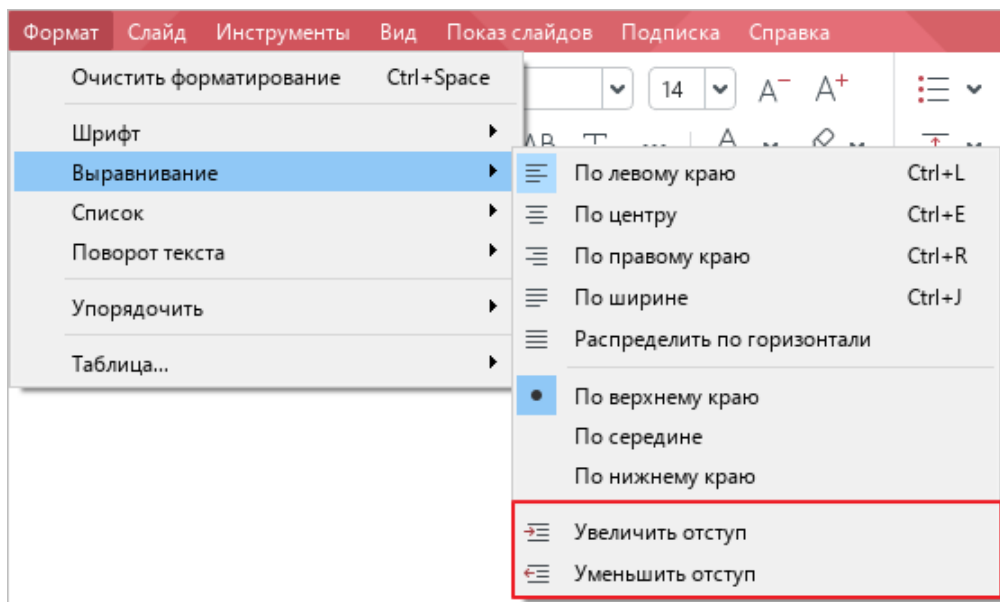 Формат Слайд Инструменты Вид Показ слайдов Подписка Справка
Очистить форматирование Ctrl+Space
14 A− A+
Шрифт
Выравнивание
Список
Поворот текста
Упорядочить
Таблица...
По левому краю Ctrl+L
По центру Ctrl+E
По правому краю Ctrl+R
По ширине Ctrl+J
Распределить по горизонтали
По верхнему краю
По середине
По нижнему краю
Увеличить отступ
Уменьшить отступ